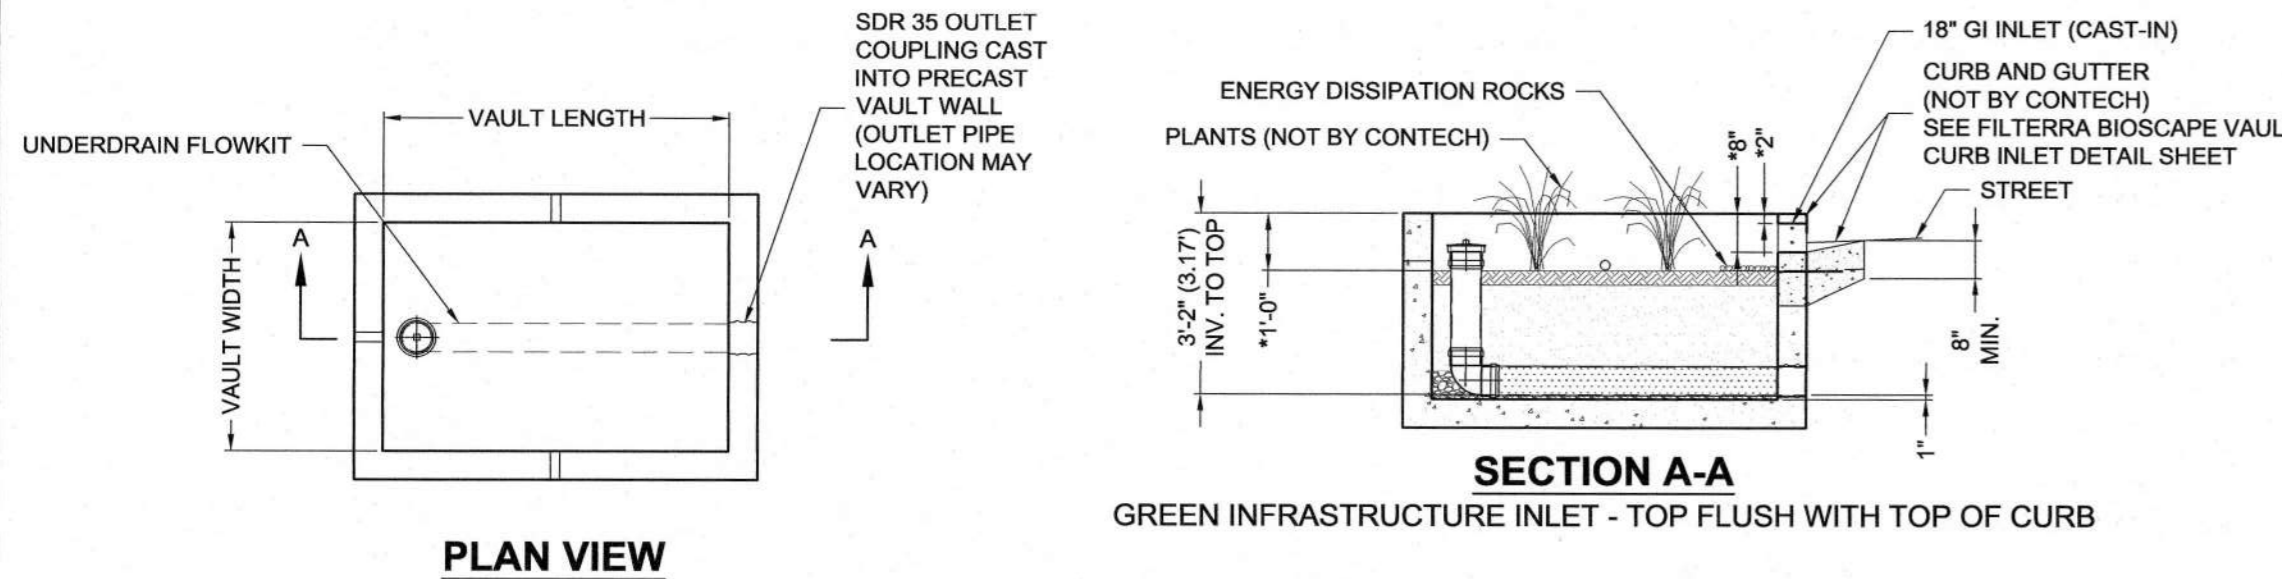 SDR 35 OUTLET
COUPLING CAST
INTO PRECAST
VAULT WALL
(OUTLET PIPE
LOCATION MAY
VARY)
VAULT LENGTH
UNDERDRAIN FLOWKIT
A
A
VAULT WIDTH
PLAN VIEW
18" GI INLET (CAST-IN)
CURB AND GUTTER
(NOT BY CONTECH)
SEE FILTERRA BIOSCAPE VAUL
CURB INLET DETAIL SHEET
STREET
ENERGY DISSIPATION ROCKS
PLANTS (NOT BY CONTECH)
*8"
*2"
3'-2" (3.17')
INV. TO TOP
*1'-0"
8"
MIN.
1"
SECTION A-A
GREEN INFRASTRUCTURE INLET - TOP FLUSH WITH TOP OF CURB